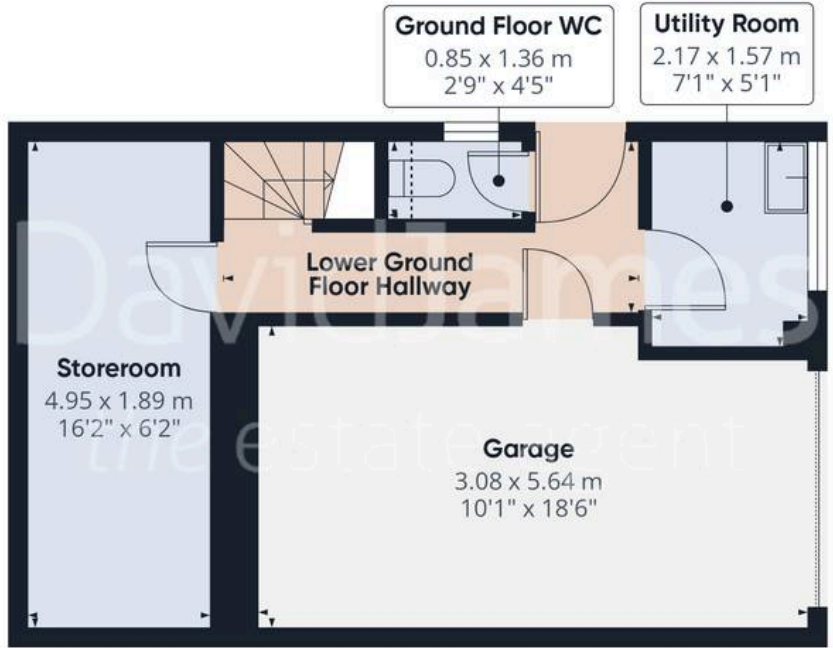 Ground Floor WC
0.85 x 1.36 m
2'9" x 4'5"
Utility Room
2.17 x 1.57 m
7'1" x 5'1"
Lower Ground
Floor Hallway
Storeroom
4.95 x 1.89 m
16'2" x 6'2"
Garage
3.08 x 5.64 m
10'1" x 18'6"
DavidJames
the estate agent